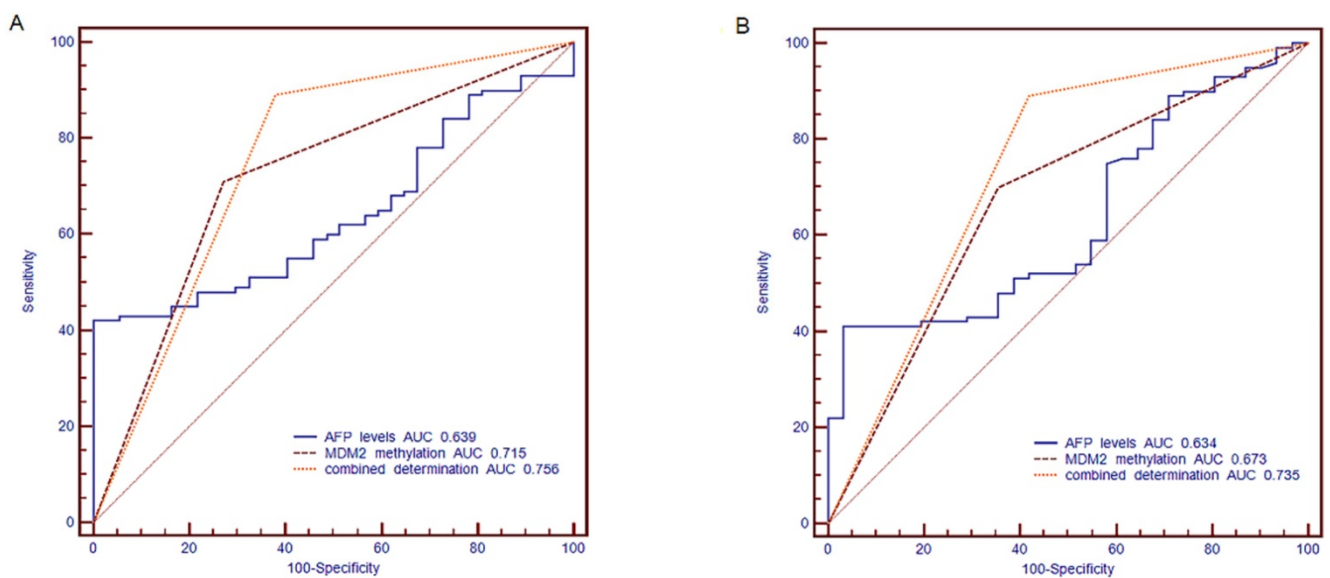 A
100
80
60
40
20
0
Sensitivity
AFP levels AUC 0.639
MDM2 methylation AUC 0.715
combined determination AUC 0.756
0 20 40 60 80 100
100-Specificity
B
100
80
60
40
20
0
Sensitivity
AFP levels AUC 0.634
MDM2 methylation AUC 0.673
combined determination AUC 0.735
0 20 40 60 80 100
100-Specificity